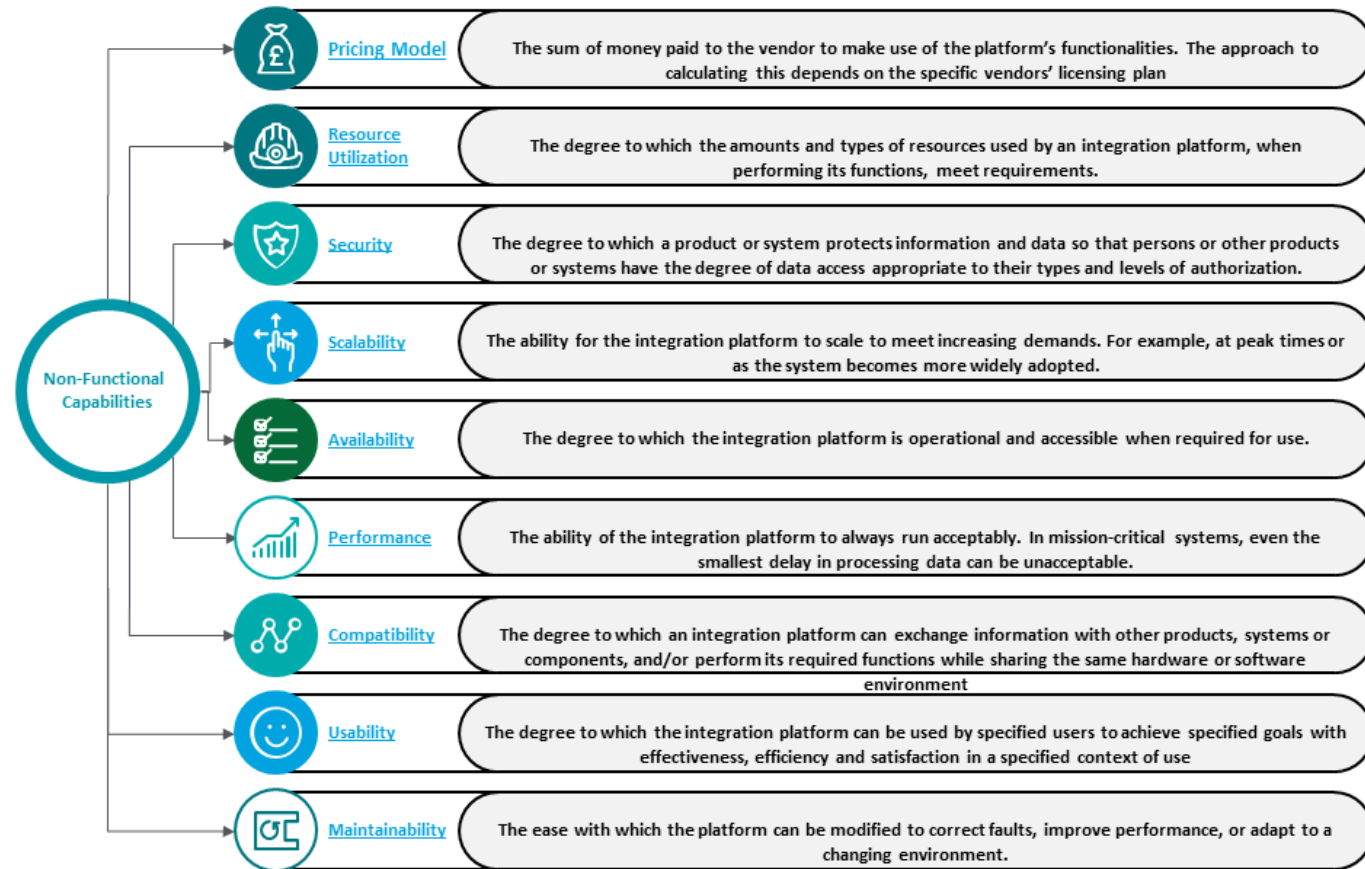 Pricing Model
The sum of money paid to the vendor to make use of the platform's functionalities. The approach to
calculating this depends on the specific vendors' licensing plan
Resource
Utilization
The degree to which the amounts and types of resources used by an integration platform, when
performing its functions, meet requirements.
Security
The degree to which a product or system protects information and data so that persons or other products
or systems have the degree of data access appropriate to their types and levels of authorization.
Non-Functional
Capabilities
Scalability
The ability for the integration platform to scale to meet increasing demands. For example, at peak times or
as the system becomes more widely adopted.
Availability
The degree to which the integration platform is operational and accessible when required for use.
Performance
The ability of the integration platform to always run acceptably. In mission-critical systems, even the
smallest delay in processing data can be unacceptable.
Compatibility
The degree to which an integration platform can exchange information with other products, systems or
components, and/or perform its required functions while sharing the same hardware or software
environment
Usability
The degree to which the integration platform can be used by specified users to achieve specified goals with
effectiveness, efficiency and satisfaction in a specified context of use
Maintainability
The ease with which the platform can be modified to correct faults, improve performance, or adapt to a
changing environment.